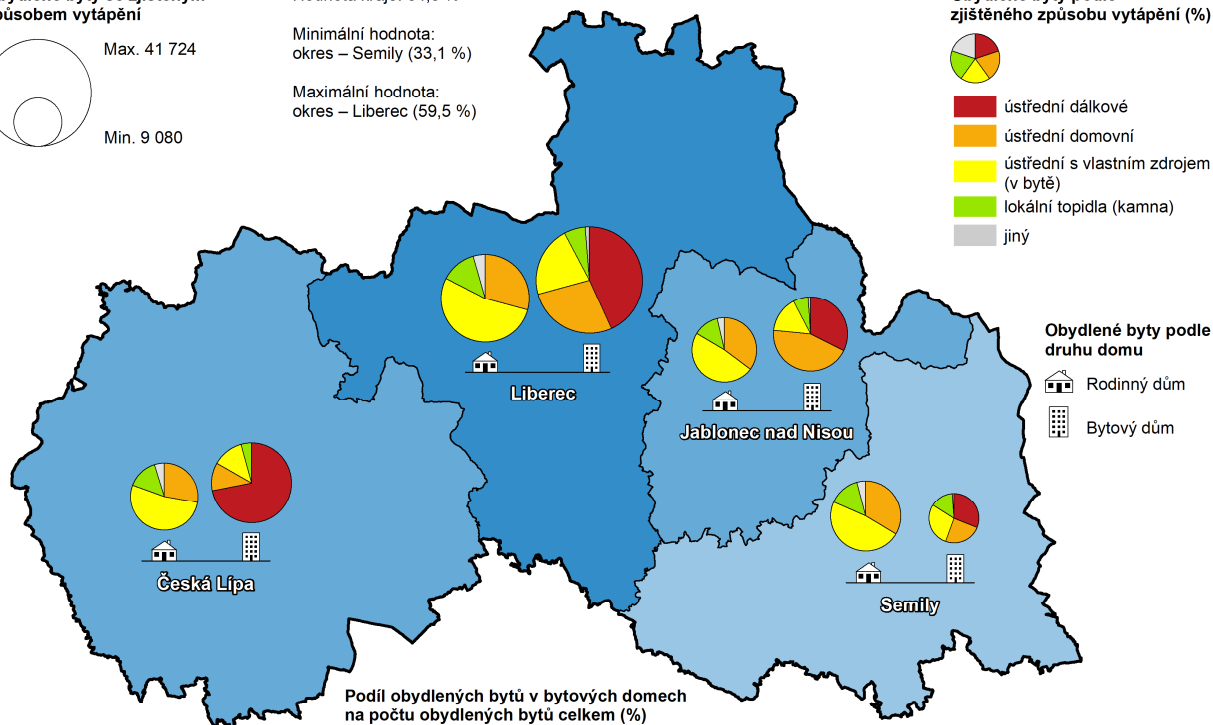 způsobem vytápění
Max. 41 724
Min. 9 080
Minimální hodnota:
okres – Semily (33,1 %)
Maximální hodnota:
okres – Liberec (59,5 %)
zjištěného způsobu vytápění (%)
ústřední dálkové
ústřední domovní
ústřední s vlastním zdrojem
(v bytě)
lokální topidla (kamna)
jiný
Obydlené byty podle
druhu domu
Rodinný dům
Bytový dům
Liberec
Jablonec nad Nisou
Česká Lípa
Semily
Podíl obydlených bytů v bytových domech
na počtu obydlených bytů celkem (%)